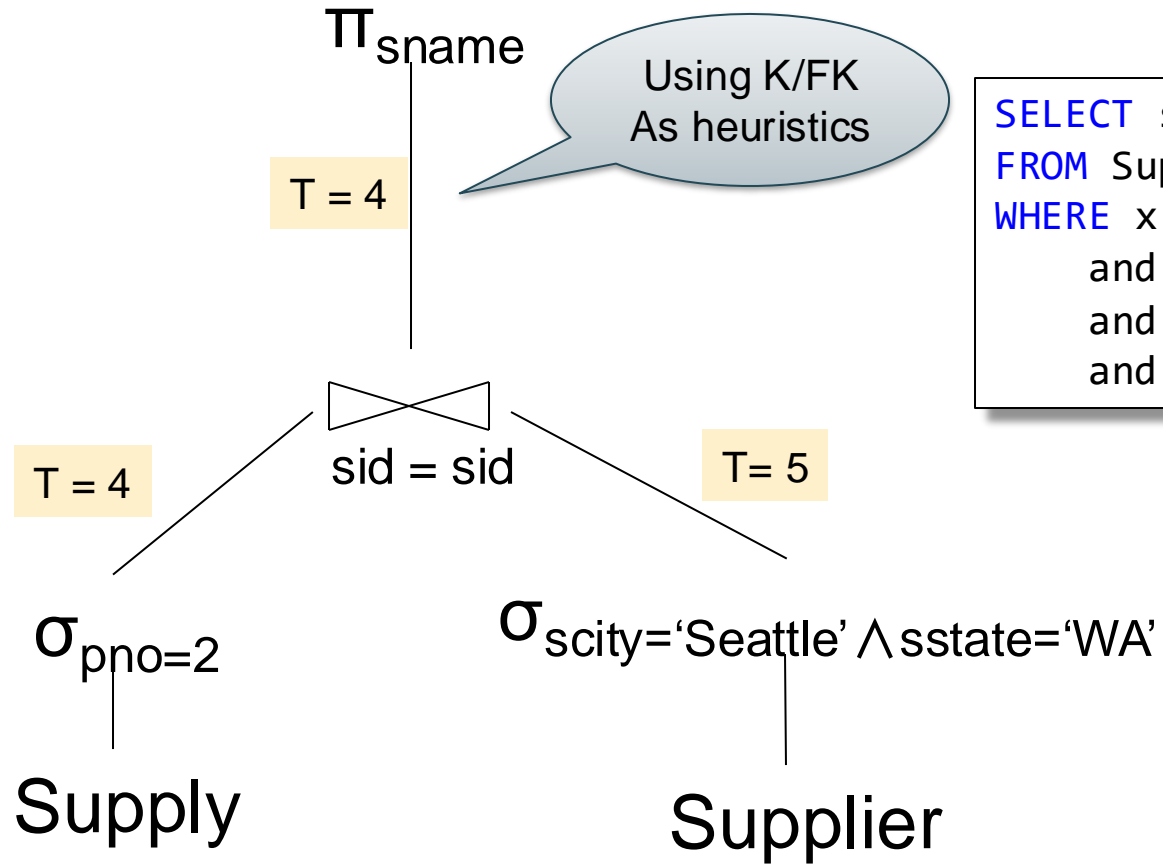 π sname
Using K/FK
As heuristics
SELECT
FROM
WHERE x
and
and
and
T = 4
sid = sid
T = 4
T= 5
σ pno=2
σ scity=‘Seattle’ ∧ sstate=‘WA’
Supply
Supplier